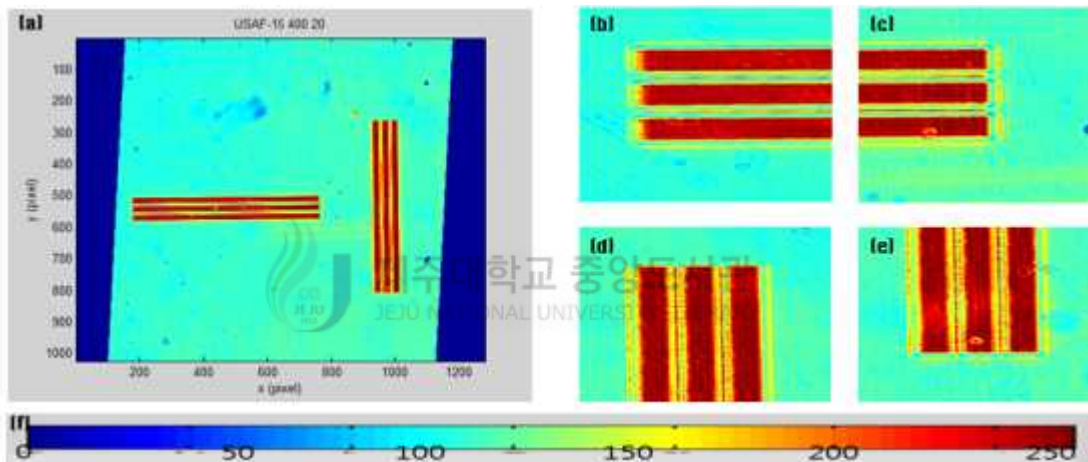 (a)
USAF-15 400 20
100
200
300
400
500
600
700
800
900
1000
y (pixel)
200 400 600 800 1000 1200
x (pixel)
(b)
(c)
(d)
(e)
제주대학교 중앙도서관
JEJU NATIONAL UNIVERSITY LIBRARY
JEJU
(f)
0 50 100 150 200 250